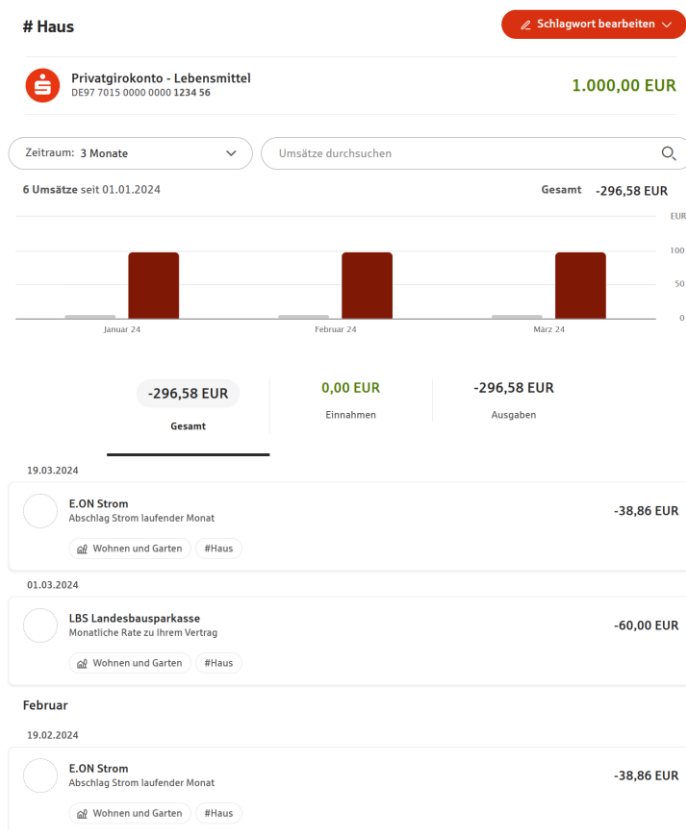 # Haus
Schlagwort bearbeiten
Privatgirokonto - Lebensmittel
DE97 7015 0000 0000 1234 56
1.000,00 EUR
Zeitraum: 3 Monate
Umsätze durchsuchen
6 Umsätze seit 01.01.2024
Gesamt -296,58 EUR
EUR
100
50
0
Januar 24
Februar 24
März 24
-296,58 EUR
Gesamt
0,00 EUR
Einnahmen
-296,58 EUR
Ausgaben
19.03.2024
E.ON Strom
Abschlag Strom laufender Monat
-38,86 EUR
Wohnen und Garten
#Haus
01.03.2024
LBS Landesbausparkasse
Monatliche Rate zu Ihrem Vertrag
-60,00 EUR
Wohnen und Garten
#Haus
Februar
19.02.2024
E.ON Strom
Abschlag Strom laufender Monat
-38,86 EUR
Wohnen und Garten
#Haus